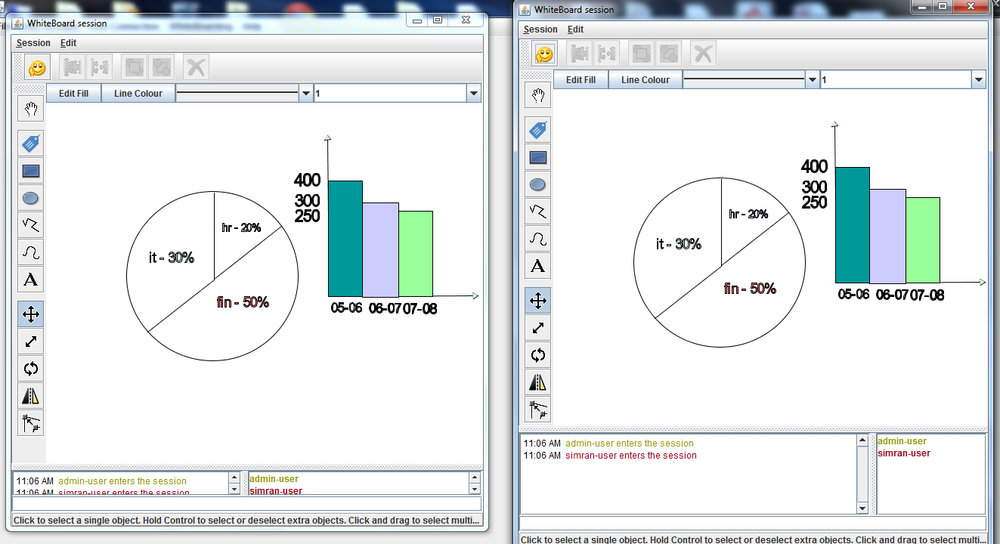 WhiteBoard session
Session Edit
Edit Fill Line Colour 1
400
300
250
hr - 20%
it - 30%
fin - 50%
05-06 06-07 07-08
11:06 AM admin-user enters the session
11:06 AM simran-user enters the session
admin-user
simran-user
Click to select a single object. Hold Control to select or deselect extra objects. Click and drag to select multi...
WhiteBoard session
Session Edit
Edit Fill Line Colour 1
400
300
250
hr - 20%
it - 30%
fin - 50%
05-06 06-07 07-08
11:06 AM admin-user enters the session
11:06 AM simran-user enters the session
admin-user
simran-user
Click to select a single object. Hold Control to select or deselect extra objects. Click and drag to select multi...